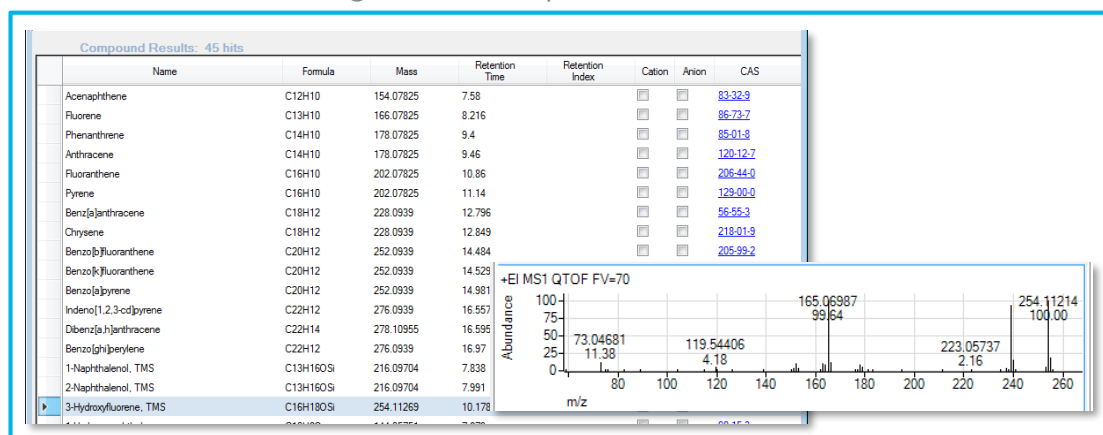 Compound Results: 45 hits
Name Formula Mass Retention Time Retention Index Cation Anion CAS
Acenaphthene C12H10 154.07825 7.58 83-32-9
Fluorene C13H10 166.07825 8.216 86-73-7
Phenanthrene C14H10 178.07825 9.4 85-01-8
Anthracene C14H10 178.07825 9.46 120-12-7
Fluoranthene C16H10 202.07825 10.86 206-44-0
Pyrene C16H10 202.07825 11.14 129-00-0
Benz[a]anthracene C18H12 228.0939 12.796 56-55-3
Chrysene C18H12 228.0939 12.849 218-01-9
Benzo[b]fluoranthene C20H12 252.0939 14.484 205-99-2
Benzo[k]fluoranthene C20H12 252.0939 14.529
Benzo[a]pyrene C20H12 252.0939 14.981
Indeno[1,2,3-cd]pyrene C22H12 276.0939 16.557
Dibenz[a,h]anthracene C22H14 278.10955 16.595
Benzo[ghi]perylene C22H12 276.0939 16.97
1-Naphthalenol, TMS C13H16OSi 216.09704 7.838
2-Naphthalenol, TMS C13H16OSi 216.09704 7.991
3-Hydroxyfluorene, TMS C16H18OSi 254.11269 10.178
+EI MS1 QTOF FV=70
Abundance
100
75
50
25
0
165.06987
99.64
254.11214
100.00
73.04681
11.38
119.54406
4.18
223.05737
2.16
80 100 120 140 160 180 200 220 240 260
m/z